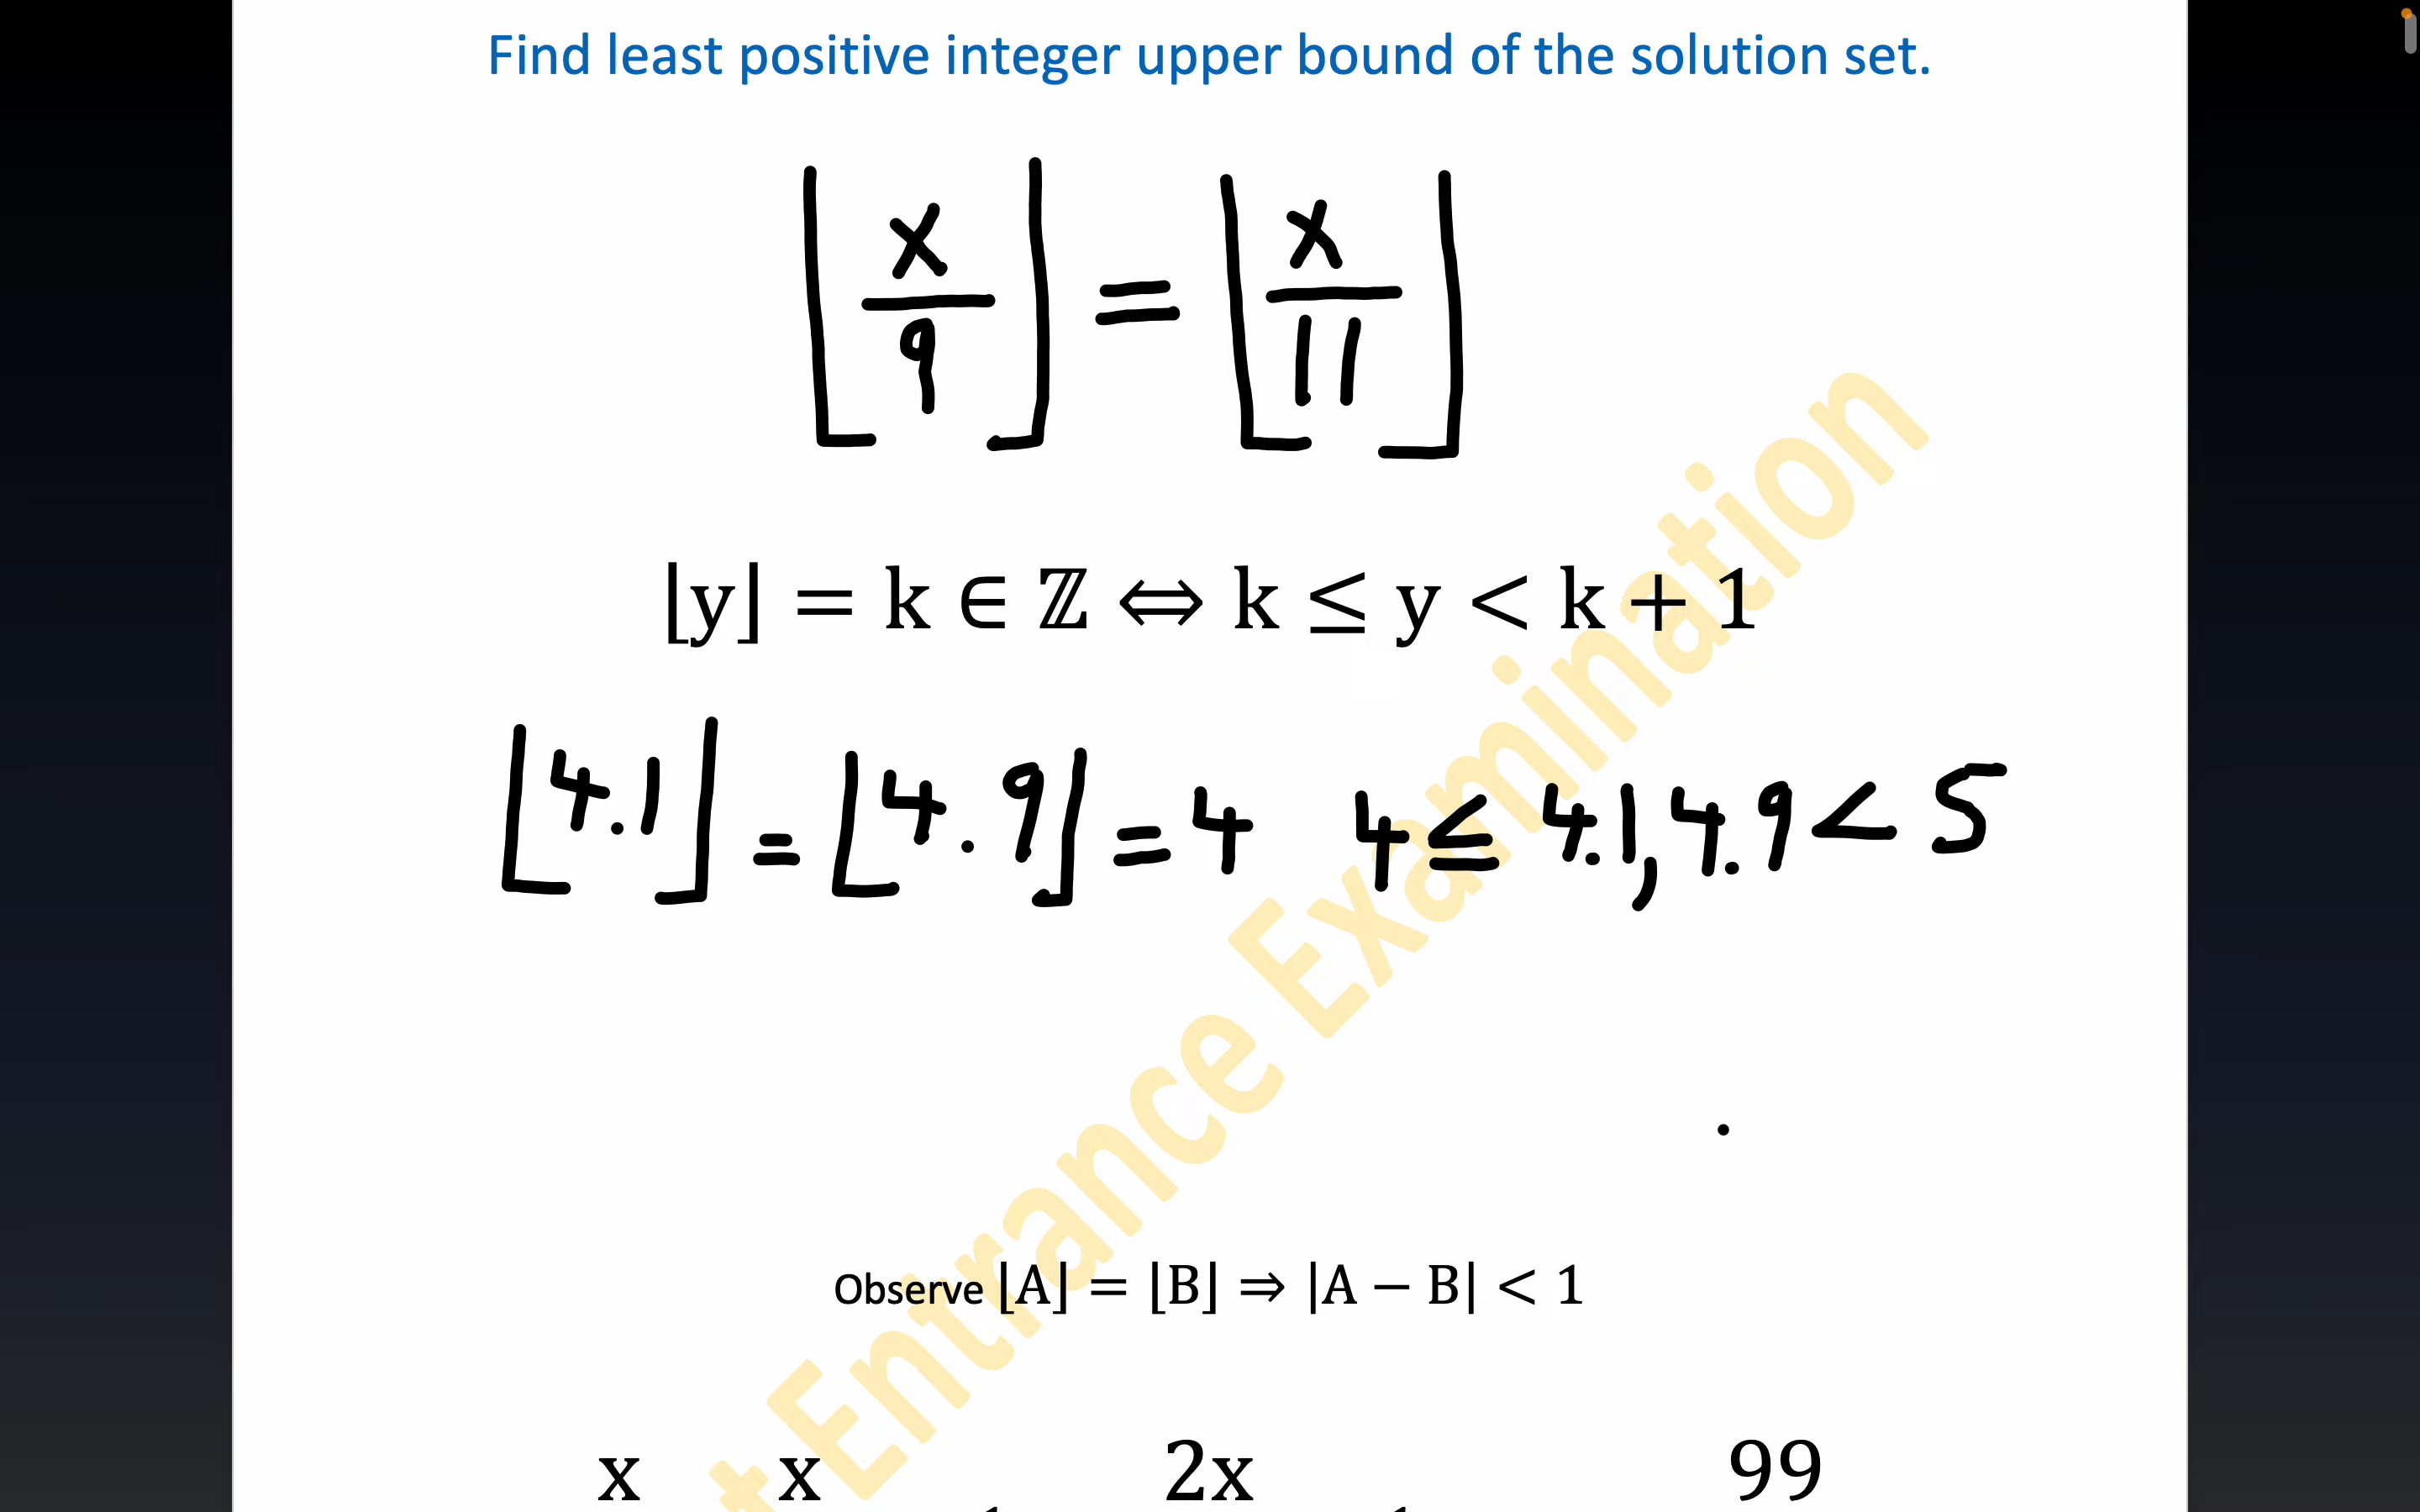 Find least positive integer upper bound of the solution set.
⌊x/9⌋ = ⌊x/11⌋
⌊y⌋ = k ∈ ℤ ⇔ k ≤ y < k + 1
⌊4.1⌋ = ⌊4.9⌋ = 4 4 ≤ 4.1, 4.9 < 5
Observe ⌊A⌋ = ⌊B⌋ ⇒ |A − B| < 1
x x 2x 99
Entrance Examination